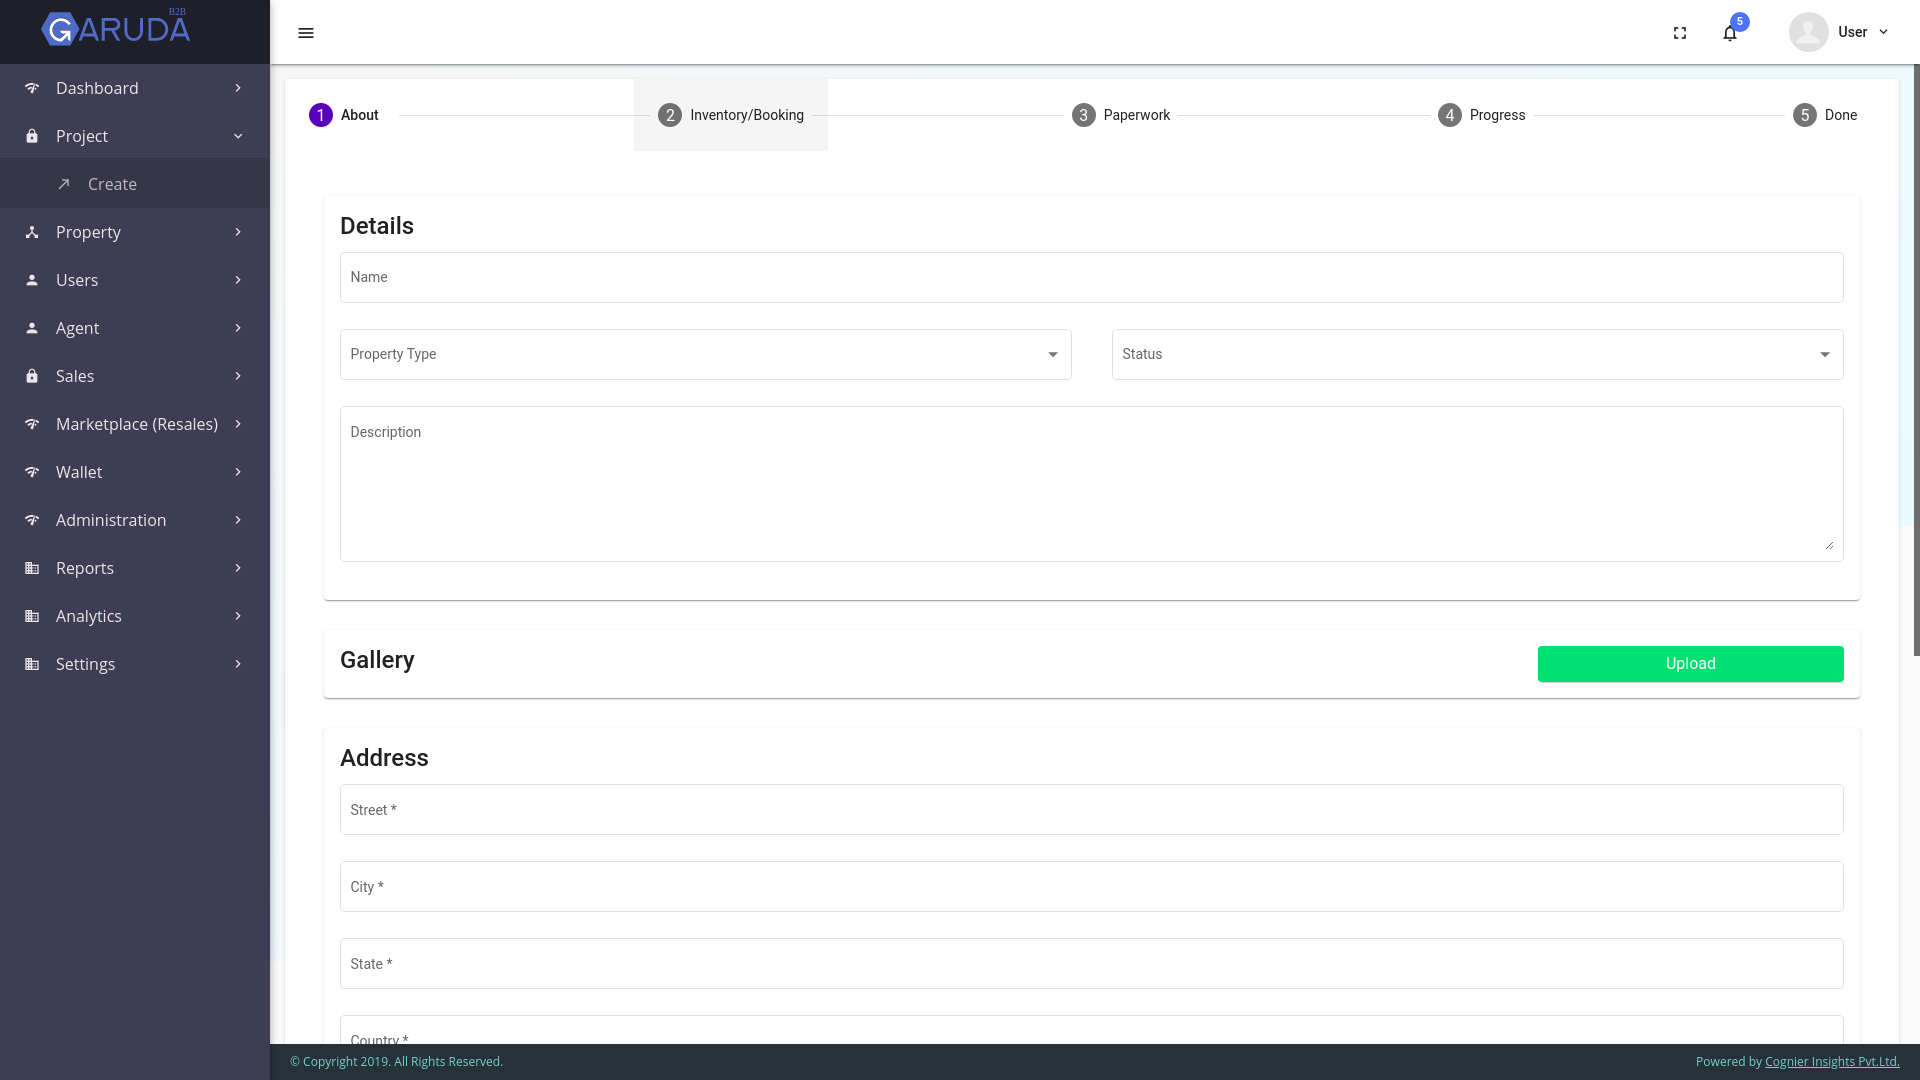 GARUDA B2B
5
User
Dashboard
Project
Create
Property
Users
Agent
Sales
Marketplace (Resales)
Wallet
Administration
Reports
Analytics
Settings
1 About
2 Inventory/Booking
3 Paperwork
4 Progress
5 Done
Details
Name
Property Type
Status
Description
Gallery
Upload
Address
Street *
City *
State *
Country *
© Copyright 2019. All Rights Reserved.
Powered by Cognier Insights Pvt.Ltd.